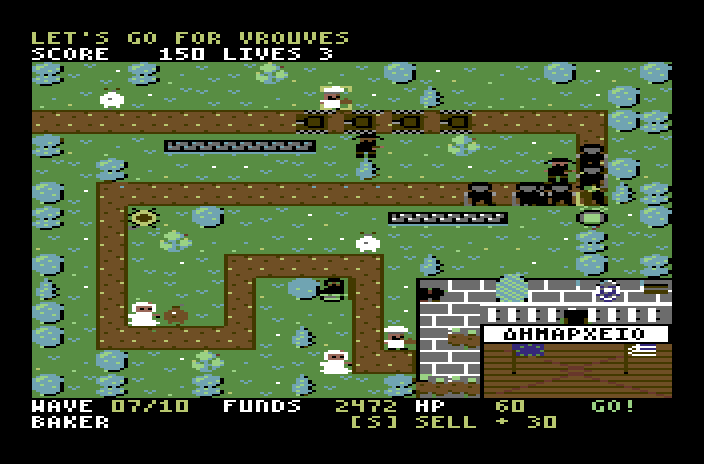 LET'S GO FOR VROUVES
SCORE 150 LIVES 3
ΔΗΜΑΡΧΕΙΟ
WAVE 07/10 FUNDS 2472 HP 60 GO!
BAKER [S] SELL + 30